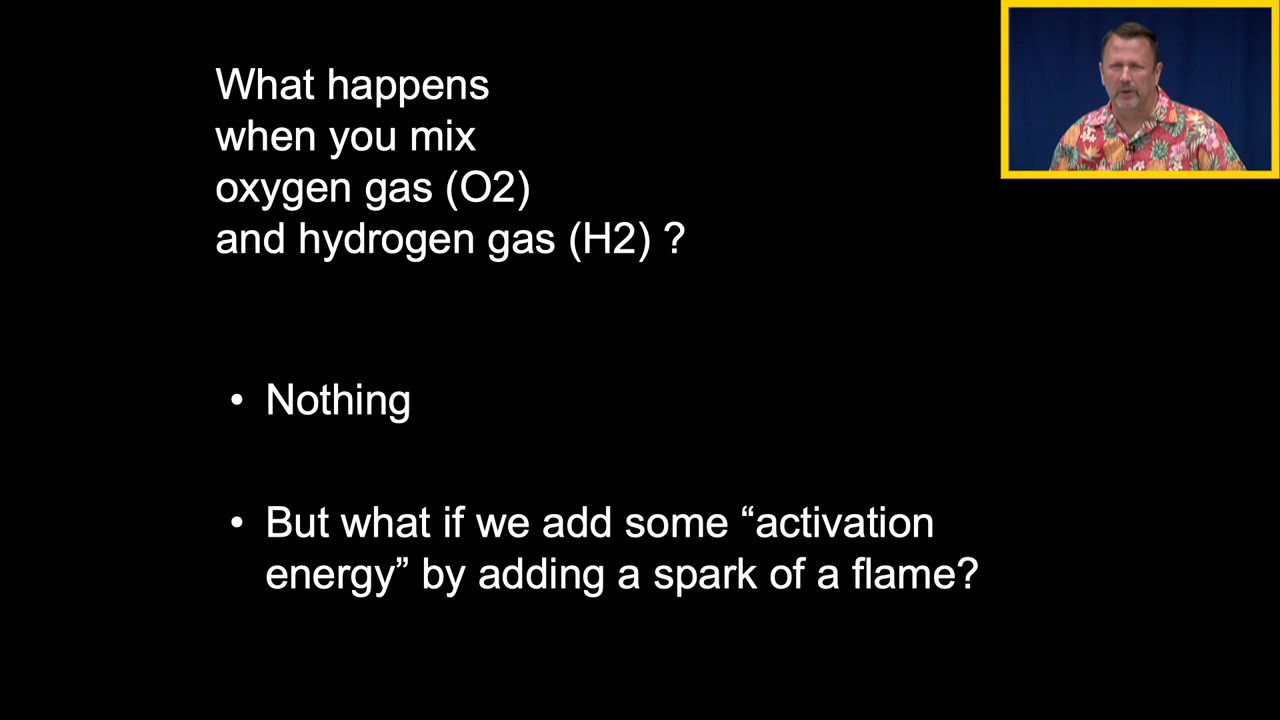 What happens
when you mix
oxygen gas (O2)
and hydrogen gas (H2) ?
• Nothing
• But what if we add some “activation
energy” by adding a spark of a flame?